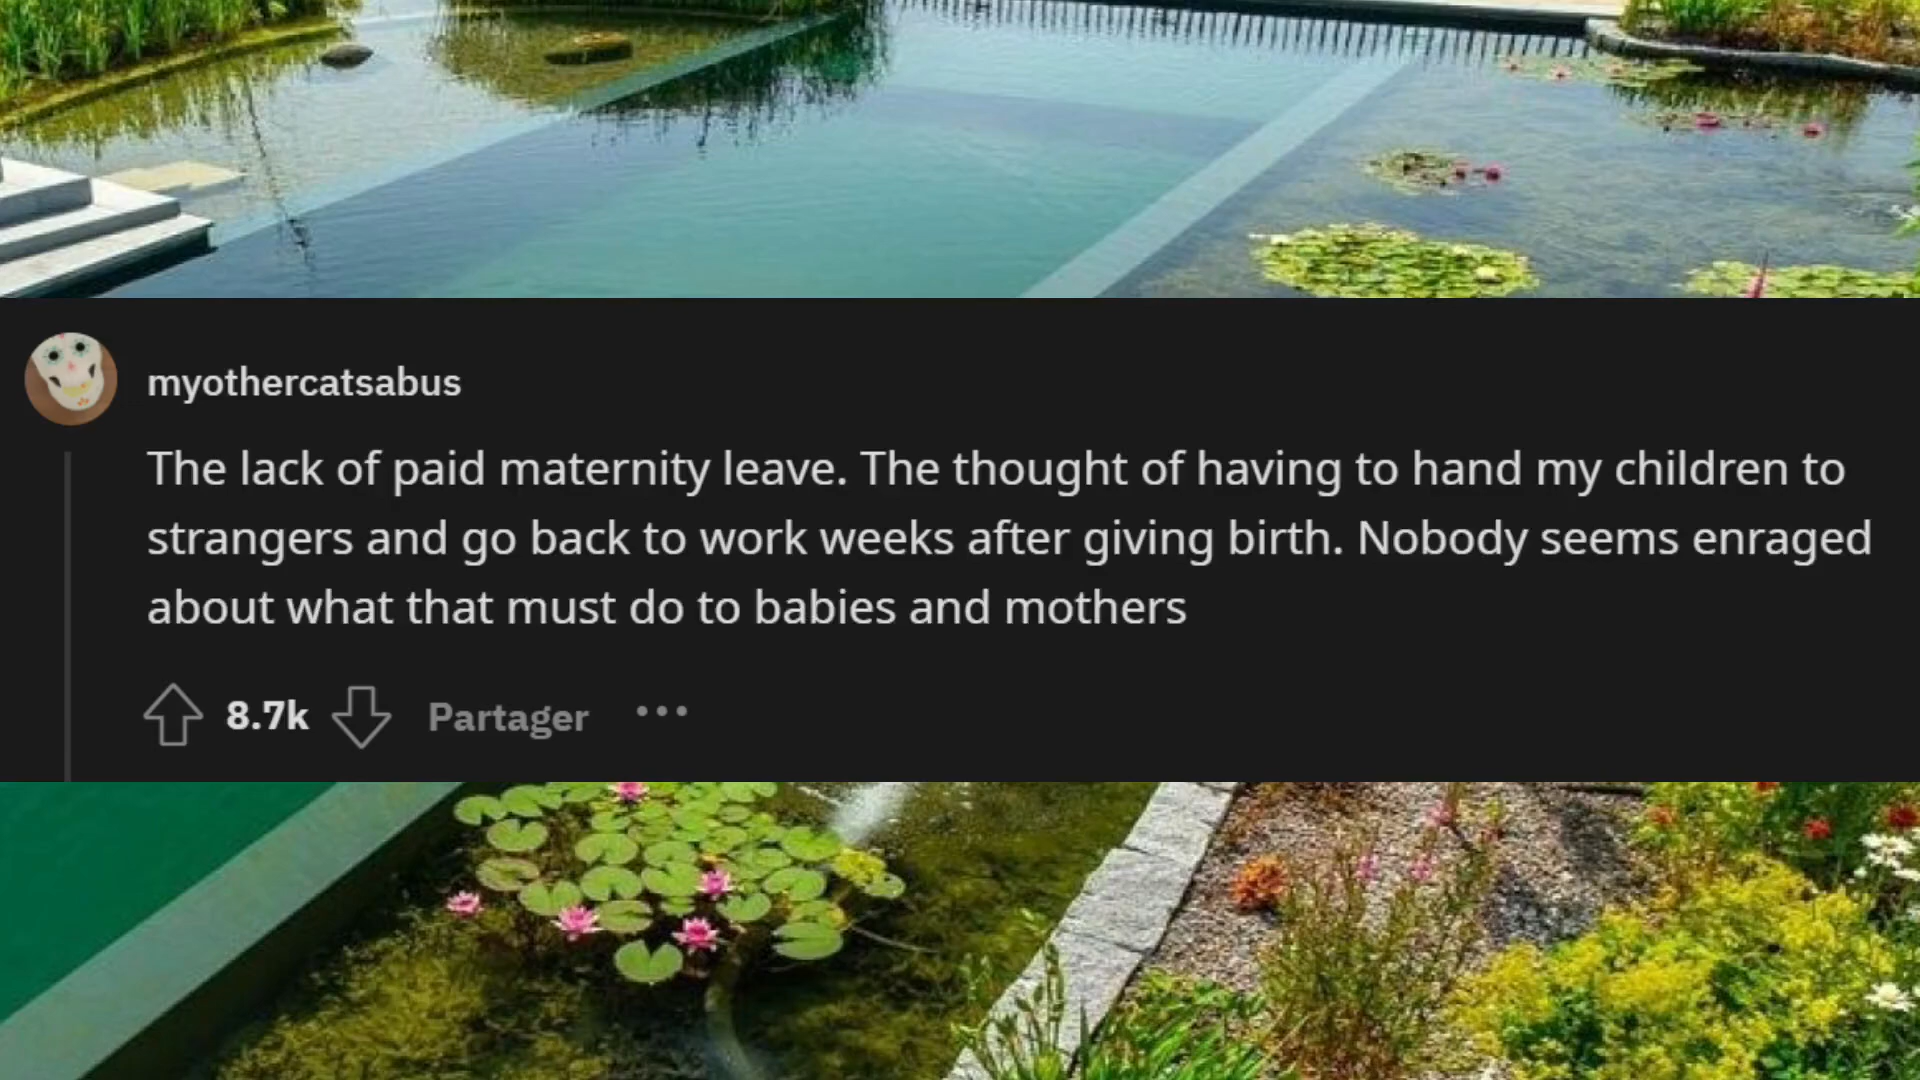 myothercatsabus
The lack of paid maternity leave. The thought of having to hand my children to
strangers and go back to work weeks after giving birth. Nobody seems enraged
about what that must do to babies and mothers
8.7k Partager ...